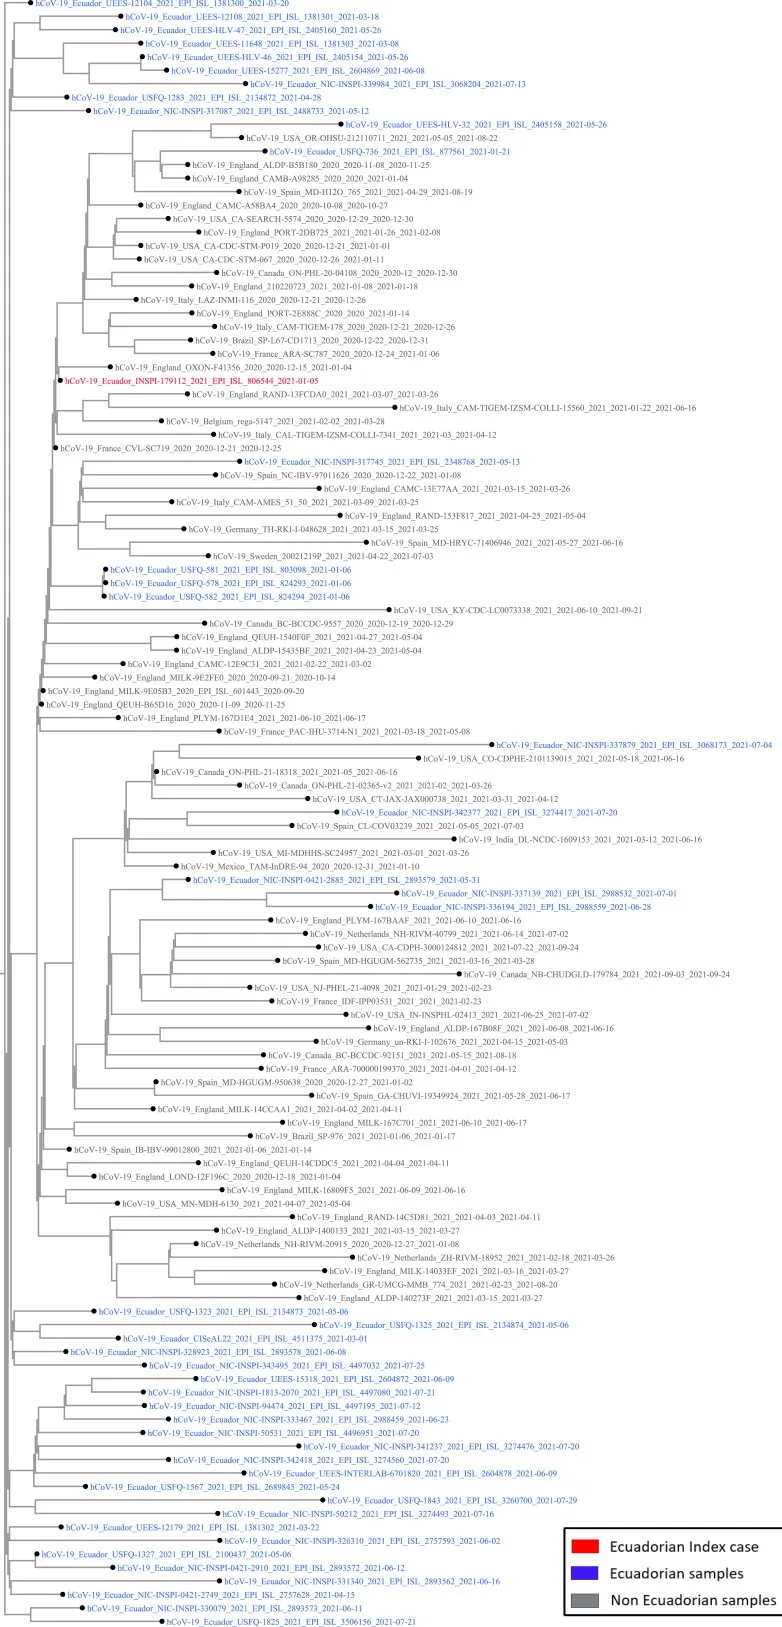 hCoV-19_Ecuador_UEES-12104_2021_EPI_ISL_1381300_2021-03-20
hCoV-19_Ecuador_UEES-12108_2021_EPI_ISL_1381301_2021-03-18
hCoV-19_Ecuador_UEES-HLV-47_2021_EPI_ISL_2405160_2021-05-26
hCoV-19_Ecuador_UEES-11648_2021_EPI_ISL_1381303_2021-03-08
hCoV-19_Ecuador_UEES-HLV-46_2021_EPI_ISL_2405154_2021-05-26
hCoV-19_Ecuador_UEES-15277_2021_EPI_ISL_2604869_2021-06-08
hCoV-19_Ecuador_NIC-INSPI-339984_2021_EPI_ISL_3068204_2021-07-13
hCoV-19_Ecuador_USFQ-1283_2021_EPI_ISL_2134872_2021-04-28
hCoV-19_Ecuador_NIC-INSPI-317087_2021_EPI_ISL_2488733_2021-05-12
hCoV-19_Ecuador_UEES-HLV-32_2021_EPI_ISL_2405158_2021-05-26
hCoV-19_USA_OR-OHSU-212110711_2021_2021-05-05_2021-08-22
hCoV-19_Ecuador_USFQ-736_2021_EPI_ISL_877561_2021-01-21
hCoV-19_England_ALDP-B5B180_2020_2020-11-08_2020-11-25
hCoV-19_England_CAMB-A98285_2020_2020_2021-01-04
hCoV-19_Spain_MD-H12O_765_2021_2021-04-29_2021-08-19
hCoV-19_England_CAMC-A58BA4_2020_2020-10-08_2020-10-27
hCoV-19_USA_CA-SEARCH-5574_2020_2020-12-29_2020-12-30
hCoV-19_England_PORT-2DB725_2021_2021-01-26_2021-02-08
hCoV-19_USA_CA-CDC-STM-P019_2020_2020-12-21_2021-01-01
hCoV-19_USA_CA-CDC-STM-067_2020_2020-12-26_2021-01-11
hCoV-19_Canada_ON-PHL-20-04108_2020_2020-12_2020-12-30
hCoV-19_England_210220723_2021_2021-01-08_2021-01-18
hCoV-19_Italy_LAZ-INMI-116_2020_2020-12-21_2020-12-26
hCoV-19_England_PORT-2E888C_2020_2020_2021-01-14
hCoV-19_Italy_CAM-TIGEM-178_2020_2020-12-21_2020-12-26
hCoV-19_Brazil_SP-L67-CD1713_2020_2020-12-22_2020-12-31
hCoV-19_France_ARA-SC787_2020_2020-12-24_2021-01-06
hCoV-19_England_OXON-F41356_2020_2020-12-15_2021-01-04
hCoV-19_Ecuador_INSPI-179112_2021_EPI_ISL_806544_2021-01-05
hCoV-19_England_RAND-13FCDA0_2021_2021-03-07_2021-03-26
hCoV-19_Italy_CAM-TIGEM-IZSM-COLLI-15560_2021_2021-01-22_2021-06-16
hCoV-19_Belgium_rega-5147_2021_2021-02-02_2021-03-28
hCoV-19_Italy_CAL-TIGEM-IZSM-COLLI-7341_2021_2021-03_2021-04-12
hCoV-19_France_CVL-SC719_2020_2020-12-21_2020-12-25
hCoV-19_Ecuador_NIC-INSPI-317745_2021_EPI_ISL_2348768_2021-05-13
hCoV-19_Spain_NC-IBV-97011626_2020_2020-12-22_2021-01-08
hCoV-19_England_CAMC-13E77AA_2021_2021-03-15_2021-03-26
hCoV-19_Italy_CAM-AMES_51_50_2021_2021-03-09_2021-03-25
hCoV-19_England_RAND-153F817_2021_2021-04-25_2021-05-04
hCoV-19_Germany_TH-RKI-I-048628_2021_2021-03-15_2021-03-25
hCoV-19_Spain_MD-HRYC-71406946_2021_2021-05-27_2021-06-16
hCoV-19_Sweden_20021219P_2021_2021-04-22_2021-07-03
hCoV-19_Ecuador_USFQ-581_2021_EPI_ISL_803098_2021-01-06
hCoV-19_Ecuador_USFQ-578_2021_EPI_ISL_824293_2021-01-06
hCoV-19_Ecuador_USFQ-582_2021_EPI_ISL_824294_2021-01-06
hCoV-19_USA_KY-CDC-LC0073338_2021_2021-06-10_2021-09-21
hCoV-19_Canada_BC-BCCDC-9557_2020_2020-12-19_2020-12-29
hCoV-19_England_QEUH-1540F0F_2021_2021-04-27_2021-05-04
hCoV-19_England_ALDP-15435BF_2021_2021-04-23_2021-05-04
hCoV-19_England_CAMC-12E9C31_2021_2021-02-22_2021-03-02
hCoV-19_England_MILK-9E2FE0_2020_2020-09-21_2020-10-14
hCoV-19_England_MILK-9E05B3_2020_EPI_ISL_601443_2020-09-20
hCoV-19_England_QEUH-B65D16_2020_2020-11-09_2020-11-25
hCoV-19_England_PLYM-167D1E4_2021_2021-06-10_2021-06-17
hCoV-19_France_PAC-IHU-3714-N1_2021_2021-03-18_2021-05-08
hCoV-19_Ecuador_NIC-INSPI-337879_2021_EPI_ISL_3068173_2021-07-04
hCoV-19_USA_CO-CDPHE-2101139015_2021_2021-05-18_2021-06-16
hCoV-19_Canada_ON-PHL-21-18318_2021_2021-05_2021-06-16
hCoV-19_Canada_ON-PHL-21-02365-v2_2021_2021-02_2021-03-26
hCoV-19_USA_CT-JAX-JAX000738_2021_2021-03-31_2021-04-12
hCoV-19_Ecuador_NIC-INSPI-342377_2021_EPI_ISL_3274417_2021-07-20
hCoV-19_Spain_CL-COV03239_2021_2021-05-05_2021-07-03
hCoV-19_India_DL-NCDC-1609153_2021_2021-03-12_2021-06-16
hCoV-19_USA_MI-MDHHS-SC24957_2021_2021-03-01_2021-03-26
hCoV-19_Mexico_TAM-InDRE-94_2020_2020-12-31_2021-01-10
hCoV-19_Ecuador_NIC-INSPI-0421-2885_2021_EPI_ISL_2893579_2021-05-31
hCoV-19_Ecuador_NIC-INSPI-337139_2021_EPI_ISL_2988532_2021-07-01
hCoV-19_Ecuador_NIC-INSPI-336194_2021_EPI_ISL_2988559_2021-06-28
hCoV-19_England_PLYM-167BAAF_2021_2021-06-10_2021-06-16
hCoV-19_Netherlands_NH-RIVM-40799_2021_2021-06-14_2021-07-02
hCoV-19_USA_CA-CDPH-3000124812_2021_2021-07-22_2021-09-24
hCoV-19_Spain_MD-HGUGM-562735_2021_2021-03-16_2021-03-28
hCoV-19_Canada_NB-CHUDGLD-179784_2021_2021-09-03_2021-09-24
hCoV-19_USA_NJ-PHEL-21-4098_2021_2021-01-29_2021-02-23
hCoV-19_France_IDF-IPP03531_2021_2021_2021-02-23
hCoV-19_USA_IN-INSPHL-02413_2021_2021-06-25_2021-07-02
hCoV-19_England_ALDP-167B08F_2021_2021-06-08_2021-06-16
hCoV-19_Germany_un-RKI-I-102676_2021_2021-04-15_2021-05-03
hCoV-19_Canada_BC-BCCDC-92151_2021_2021-05-15_2021-08-18
hCoV-19_France_ARA-700000199370_2021_2021-04-01_2021-04-12
hCoV-19_Spain_MD-HGUGM-950638_2020_2020-12-27_2021-01-02
hCoV-19_Spain_GA-CHUVI-19349924_2021_2021-05-28_2021-06-17
hCoV-19_England_MILK-14CCAA1_2021_2021-04-02_2021-04-11
hCoV-19_England_MILK-167C701_2021_2021-06-10_2021-06-17
hCoV-19_Brazil_SP-976_2021_2021-01-06_2021-01-17
hCoV-19_Spain_IB-IBV-99012800_2021_2021-01-06_2021-01-14
hCoV-19_England_QEUH-14CDDC5_2021_2021-04-04_2021-04-11
hCoV-19_England_LOND-12F196C_2020_2020-12-18_2021-01-04
hCoV-19_England_MILK-16809F5_2021_2021-06-09_2021-06-16
hCoV-19_USA_MN-MDH-6130_2021_2021-04-07_2021-05-04
hCoV-19_England_RAND-14C5D81_2021_2021-04-03_2021-04-11
hCoV-19_England_ALDP-1400133_2021_2021-03-15_2021-03-27
hCoV-19_Netherlands_NH-RIVM-20915_2020_2020-12-27_2021-01-08
hCoV-19_Netherlands_ZH-RIVM-18952_2021_2021-02-18_2021-03-26
hCoV-19_England_MILK-14033EF_2021_2021-03-16_2021-03-27
hCoV-19_Netherlands_GR-UMCG-MMB_774_2021_2021-02-23_2021-08-20
hCoV-19_England_ALDP-140273F_2021_2021-03-15_2021-03-27
hCoV-19_Ecuador_USFQ-1323_2021_EPI_ISL_2134873_2021-05-06
hCoV-19_Ecuador_USFQ-1325_2021_EPI_ISL_2134874_2021-05-06
hCoV-19_Ecuador_CISeAL22_2021_EPI_ISL_4511375_2021-03-01
hCoV-19_Ecuador_NIC-INSPI-328923_2021_EPI_ISL_2893578_2021-06-08
hCoV-19_Ecuador_NIC-INSPI-343495_2021_EPI_ISL_4497032_2021-07-25
hCoV-19_Ecuador_UEES-15318_2021_EPI_ISL_2604872_2021-06-09
hCoV-19_Ecuador_NIC-INSPI-1813-2070_2021_EPI_ISL_4497080_2021-07-21
hCoV-19_Ecuador_NIC-INSPI-94474_2021_EPI_ISL_4497195_2021-07-12
hCoV-19_Ecuador_NIC-INSPI-333467_2021_EPI_ISL_2988459_2021-06-23
hCoV-19_Ecuador_NIC-INSPI-50531_2021_EPI_ISL_4496951_2021-07-20
hCoV-19_Ecuador_NIC-INSPI-341237_2021_EPI_ISL_3274476_2021-07-20
hCoV-19_Ecuador_NIC-INSPI-342418_2021_EPI_ISL_3274560_2021-07-20
hCoV-19_Ecuador_UEES-INTERLAB-6701820_2021_EPI_ISL_2604878_2021-06-09
hCoV-19_Ecuador_USFQ-1567_2021_EPI_ISL_2689845_2021-05-24
hCoV-19_Ecuador_USFQ-1843_2021_EPI_ISL_3260700_2021-07-29
hCoV-19_Ecuador_NIC-INSPI-50212_2021_EPI_ISL_3274493_2021-07-16
hCoV-19_Ecuador_UEES-12179_2021_EPI_ISL_1381302_2021-03-22
hCoV-19_Ecuador_NIC-INSPI-326310_2021_EPI_ISL_2757593_2021-06-02
hCoV-19_Ecuador_USFQ-1327_2021_EPI_ISL_2100437_2021-05-06
hCoV-19_Ecuador_NIC-INSPI-0421-2910_2021_EPI_ISL_2893572_2021-06-12
hCoV-19_Ecuador_NIC-INSPI-331340_2021_EPI_ISL_2893562_2021-06-16
hCoV-19_Ecuador_NIC-INSPI-0421-2749_2021_EPI_ISL_2757628_2021-04-15
hCoV-19_Ecuador_NIC-INSPI-330079_2021_EPI_ISL_2893573_2021-06-11
hCoV-19_Ecuador_USFQ-1825_2021_EPI_ISL_3506156_2021-07-21
Ecuadorian Index case
Ecuadorian samples
Non Ecuadorian samples